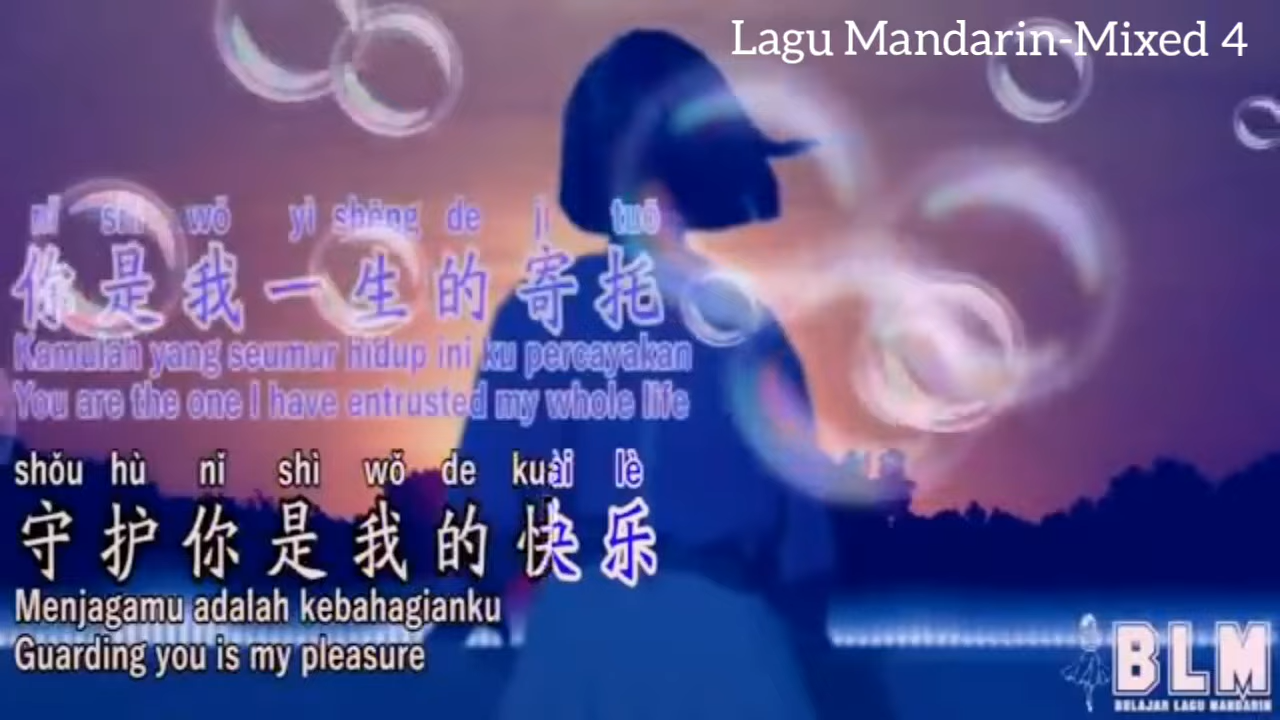 Lagu Mandarin-Mixed 4
nǐ shì wǒ yì shēng de jì tuō
你是我一生的寄托
Kamulah yang seumur hidup ini ku percayakan
You are the one I have entrusted my whole life
shǒu hù nǐ shì wǒ de kuài lè
守护你是我的快乐
Menjagamu adalah kebahagianku
Guarding you is my pleasure
BLM
BELAJAR LAGU MANDARIN